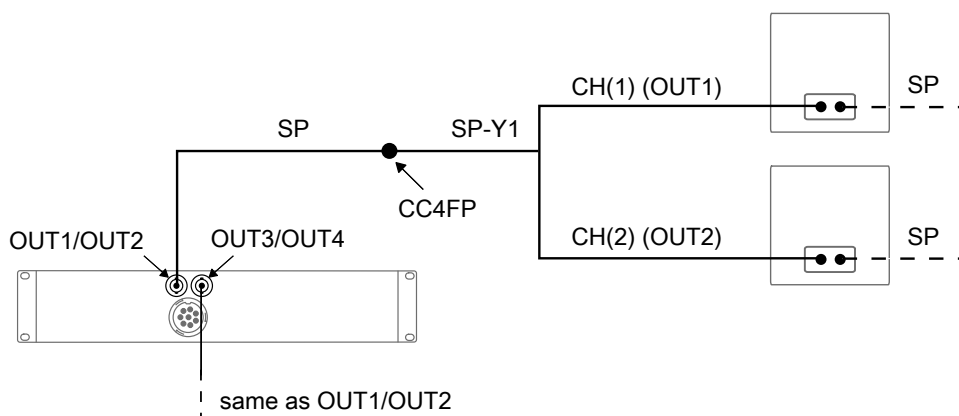 CH(1) (OUT1)
SP
SP
SP-Y1
CC4FP
OUT1/OUT2
OUT3/OUT4
CH(2) (OUT2)
SP
same as OUT1/OUT2